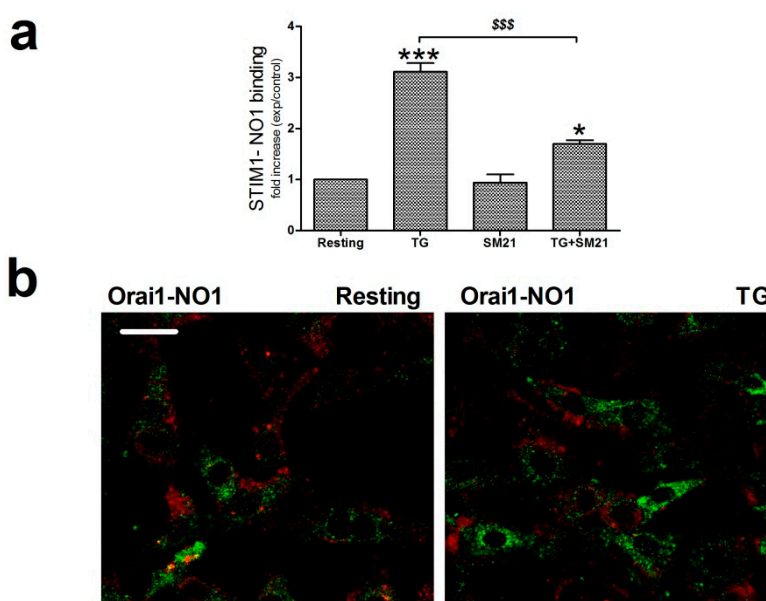 a
STIM1- NO1 binding
fold increase (exp/control)
4
3
2
1
0
***
$$$
*
Resting TG SM21 TG+SM21
b
Orai1-NO1 Resting Orai1-NO1 TG